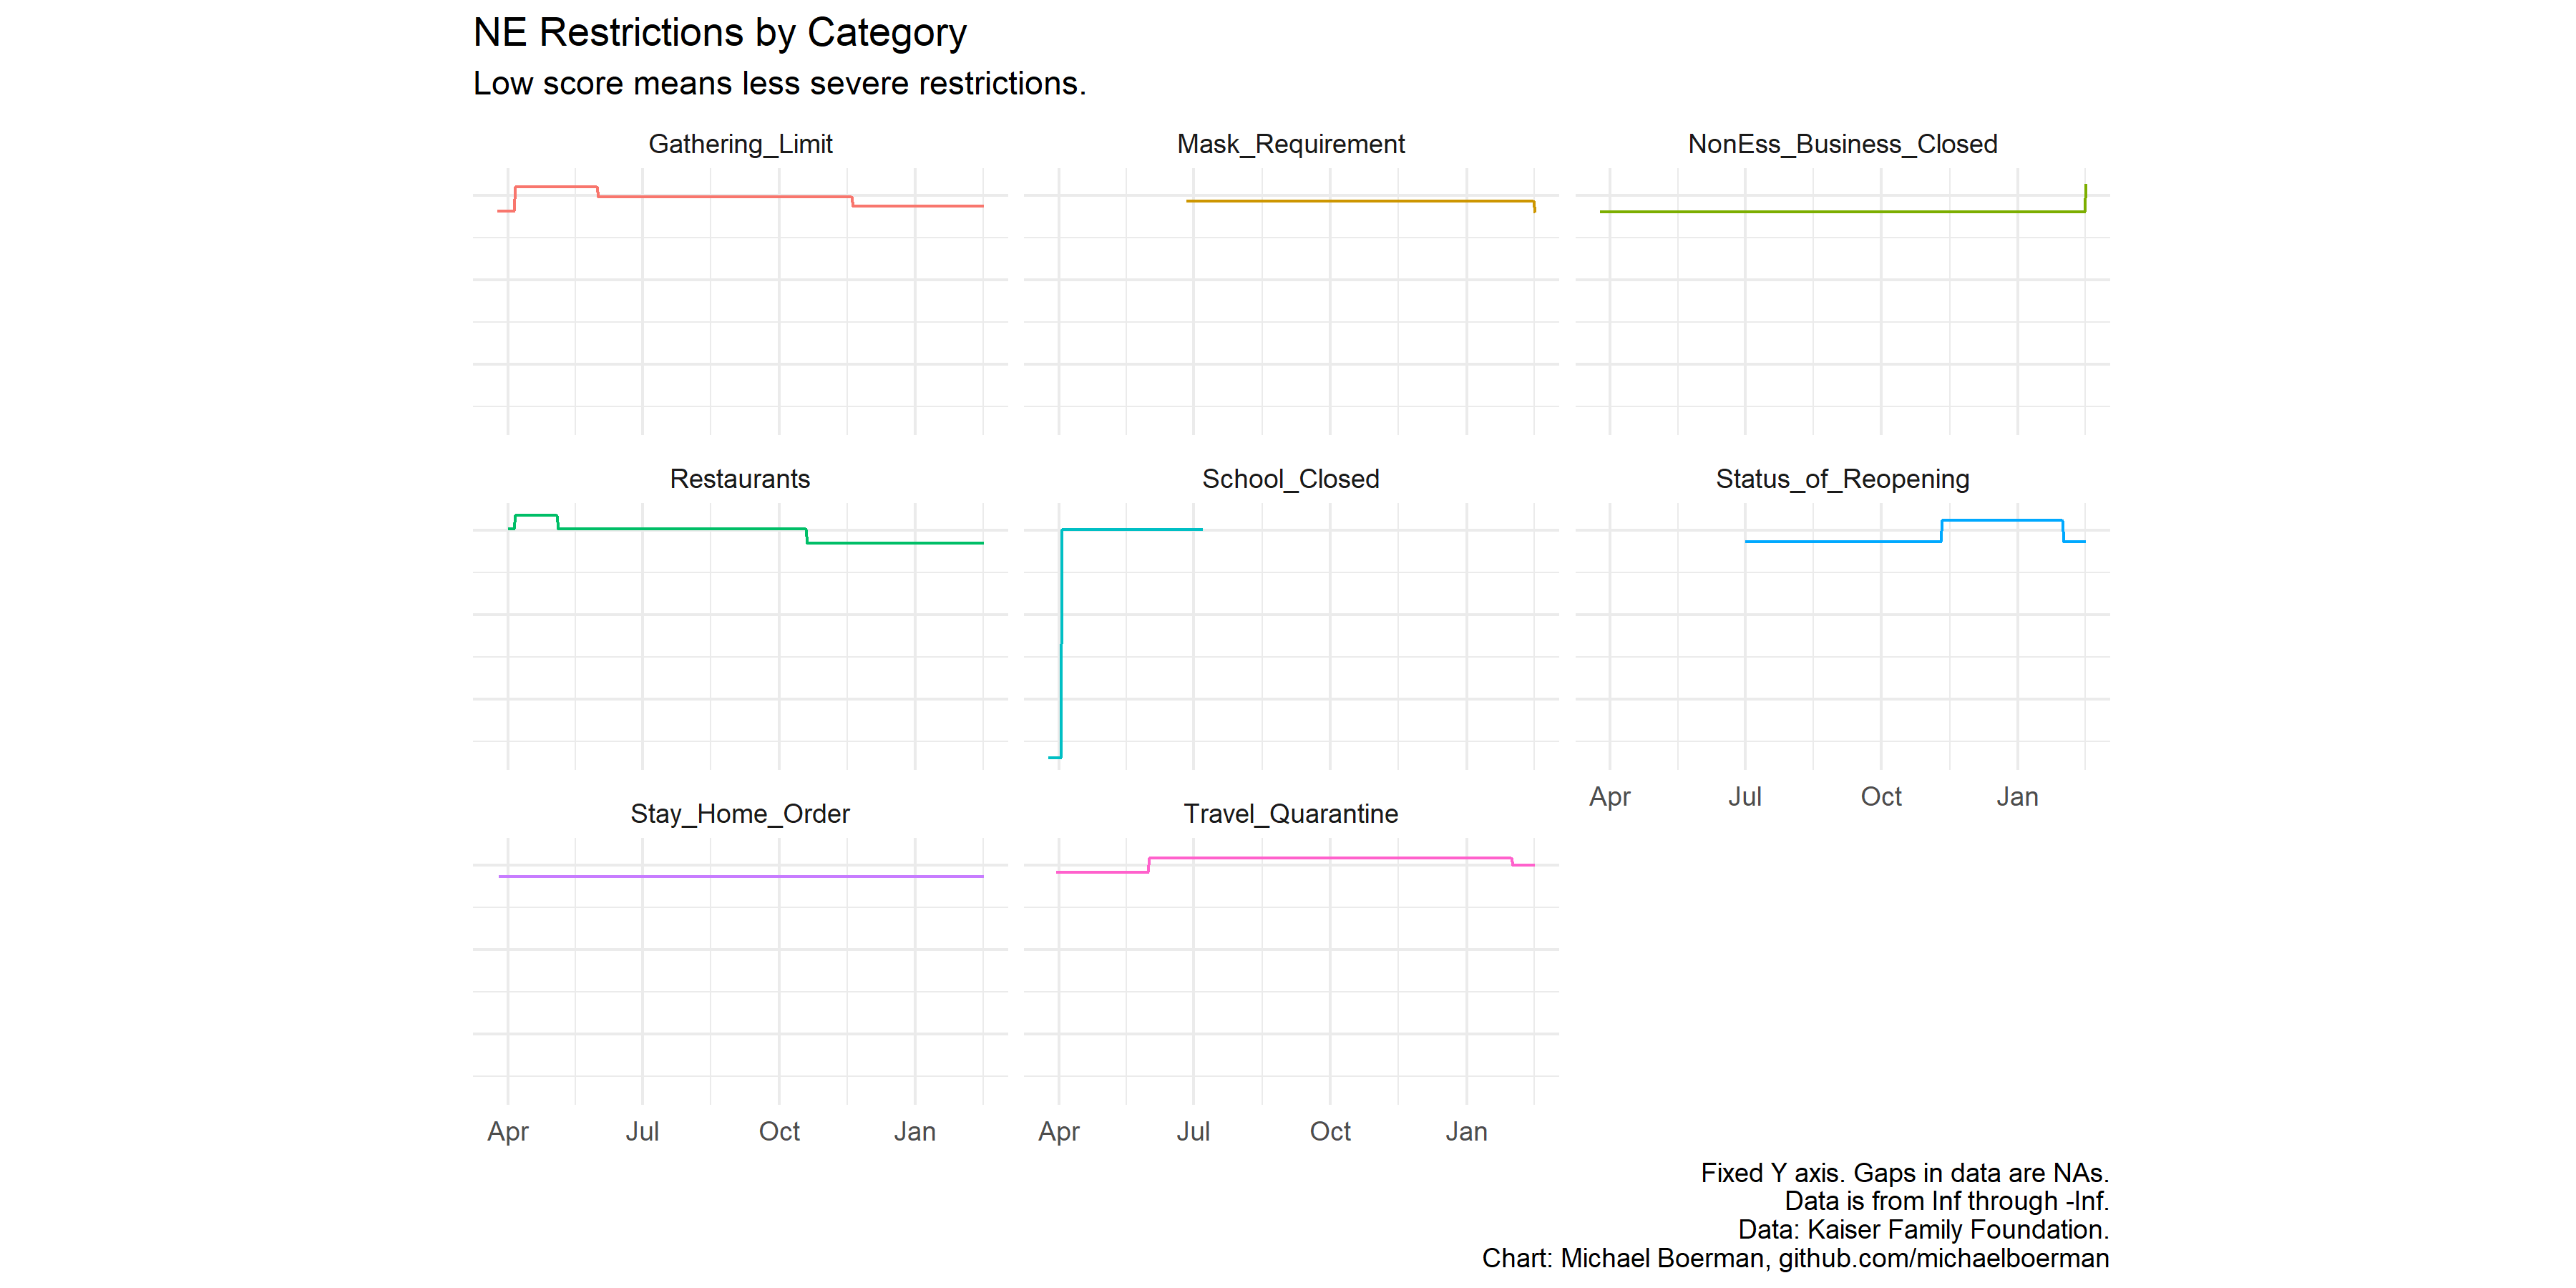 NE Restrictions by Category
Low score means less severe restrictions.
Gathering_Limit
Mask_Requirement
NonEss_Business_Closed
Restaurants
School_Closed
Status_of_Reopening
Apr Jul Oct Jan
Stay_Home_Order
Travel_Quarantine
Apr Jul Oct Jan
Apr Jul Oct Jan
Fixed Y axis. Gaps in data are NAs.
Data is from Inf through -Inf.
Data: Kaiser Family Foundation.
Chart: Michael Boerman, github.com/michaelboerman